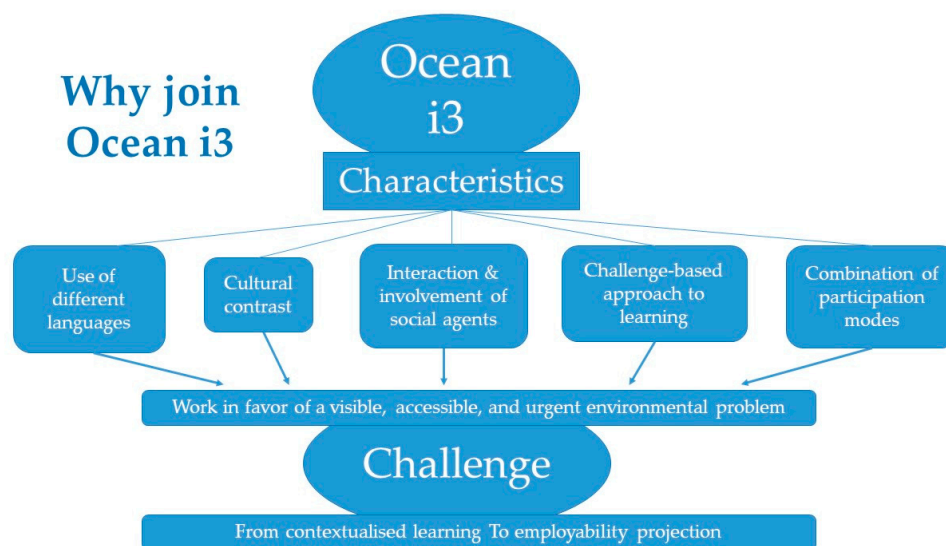 Why join
Ocean i3
Ocean
i3
Characteristics
Use of
different
languages
Cultural
contrast
Interaction &
involvement of
social agents
Challenge-based
approach to
learning
Combination of
participation
modes
Work in favor of a visible, accessible, and urgent environmental problem
Challenge
From contextualised learning To employability projection